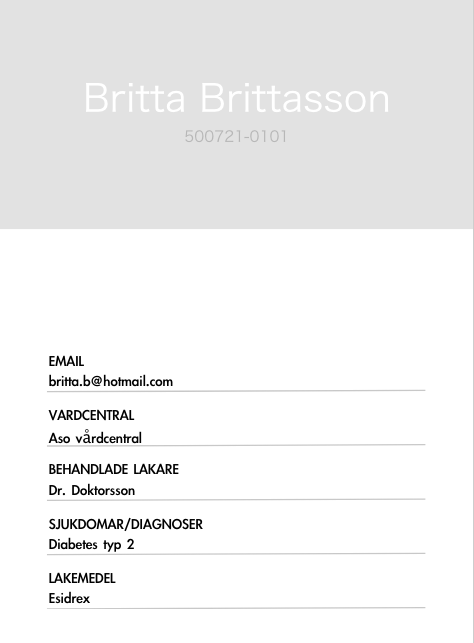 Britta Brittasson
500721-0101
EMAIL
britta.b@hotmail.com
VARDCENTRAL
Aso vårdcentral
BEHANDLADE LAKARE
Dr. Doktorsson
SJUKDOMAR/DIAGNOSER
Diabetes typ 2
LAKEMEDEL
Esidrex